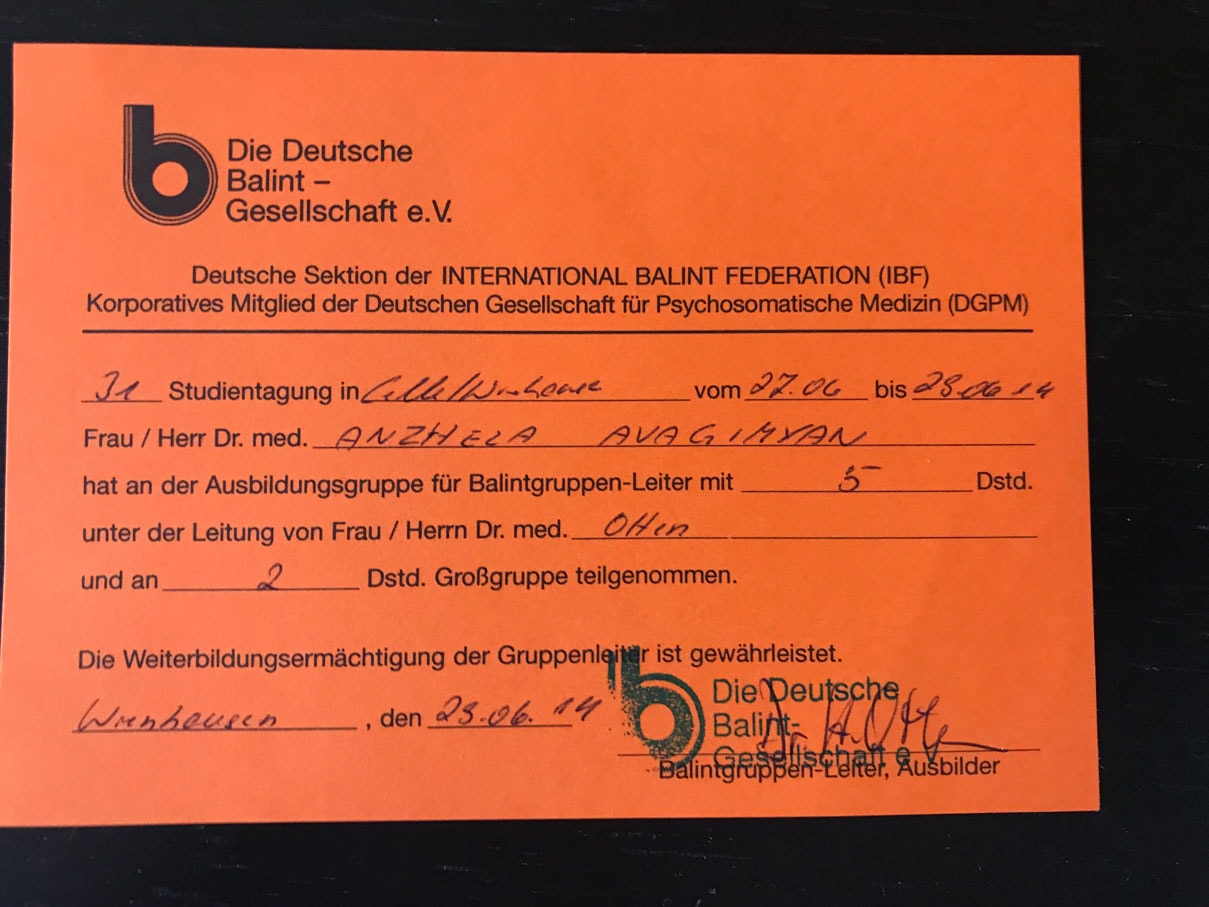 Die Deutsche
Balint –
Gesellschaft e.V.
Deutsche Sektion der INTERNATIONAL BALINT FEDERATION (IBF)
Korporatives Mitglied der Deutschen Gesellschaft für Psychosomatische Medizin (DGPM)
31 Studientagung in Celle/Wienhausen vom 27.06 bis 29.06 14
Frau / Herr Dr. med. ANZHELA AVAGIMYAN
hat an der Ausbildungsgruppe für Balintgruppen-Leiter mit 5 Dstd.
unter der Leitung von Frau / Herrn Dr. med. Otten
und an 2 Dstd. Großgruppe teilgenommen.
Die Weiterbildungsermächtigung der Gruppenleiter ist gewährleistet.
Wienhausen, den 29.06. 14
Die Deutsche
Balint-
Gesellschaft e.V.
Dr. H. Otten
Balintgruppen-Leiter, Ausbilder